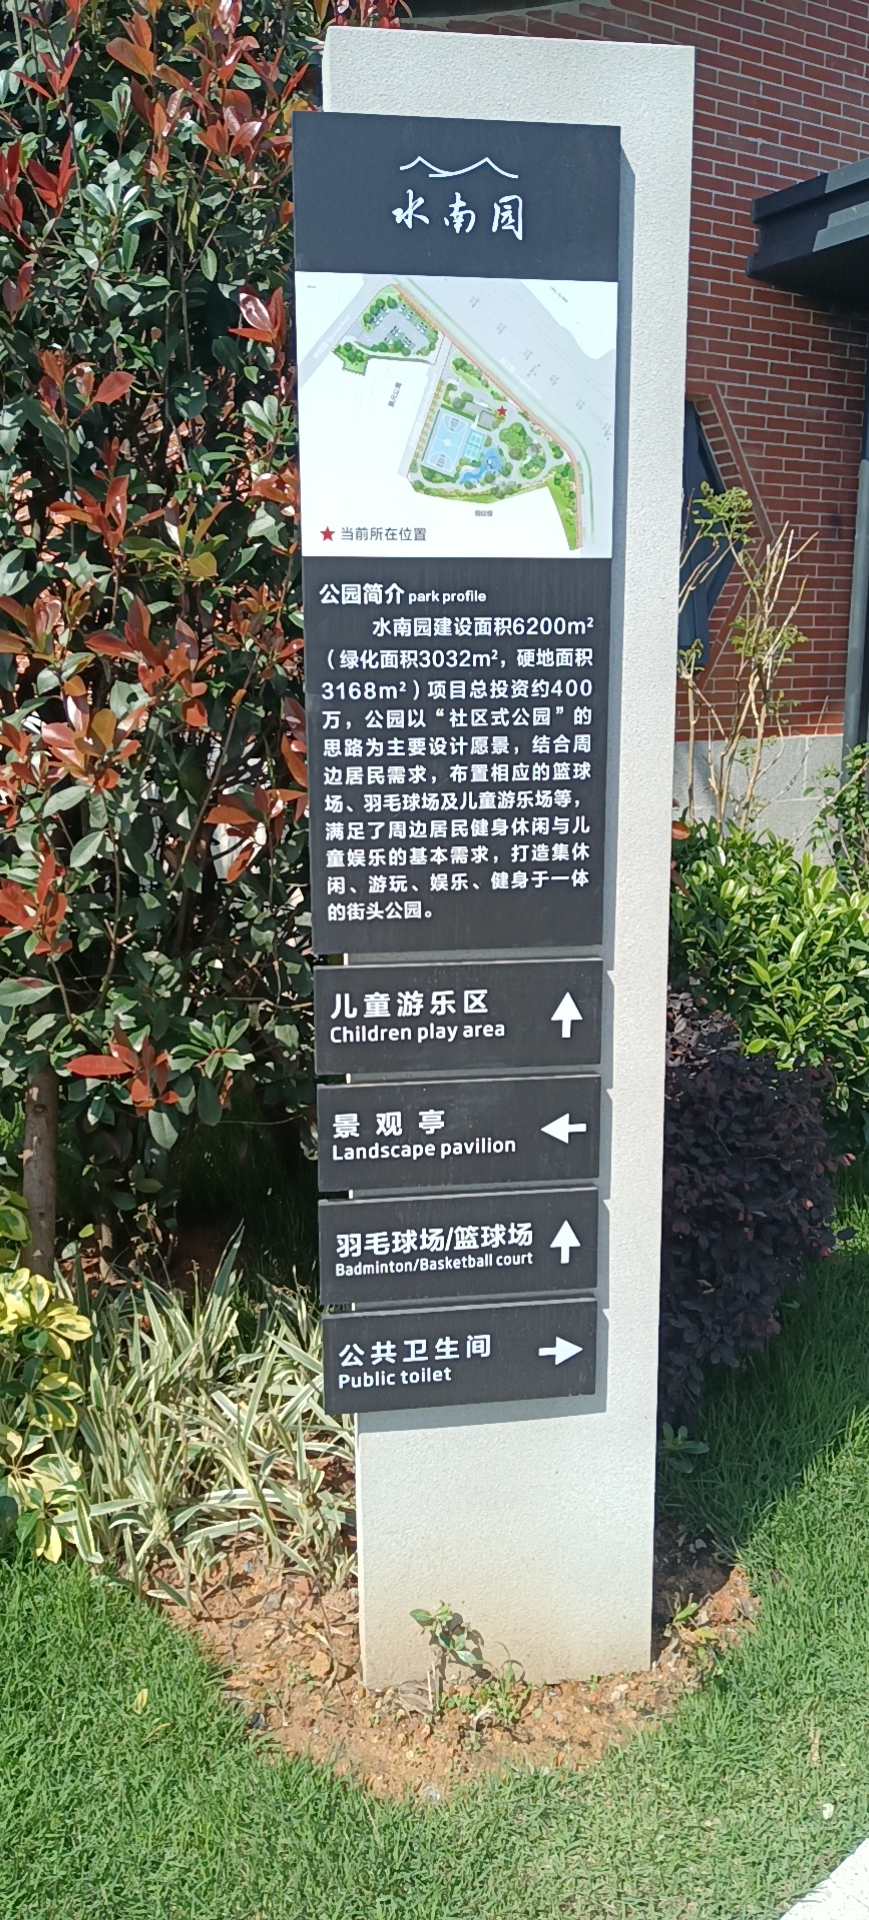 水南园
当前所在位置
公园简介 park profile
水南园建设面积6200m²
（绿化面积3032m²，硬地面积
3168m²）项目总投资约400
万，公园以“社区式公园”的
思路为主要设计愿景，结合周
边居民需求，布置相应的篮球
场、羽毛球场及儿童游乐场等，
满足了周边居民健身休闲与儿
童娱乐的基本需求，打造集休
闲、游玩、娱乐、健身于一体
的街头公园。
儿童游乐区
Children play area
景观亭
Landscape pavilion
羽毛球场/篮球场
Badminton/Basketball court
公共卫生间
Public toilet